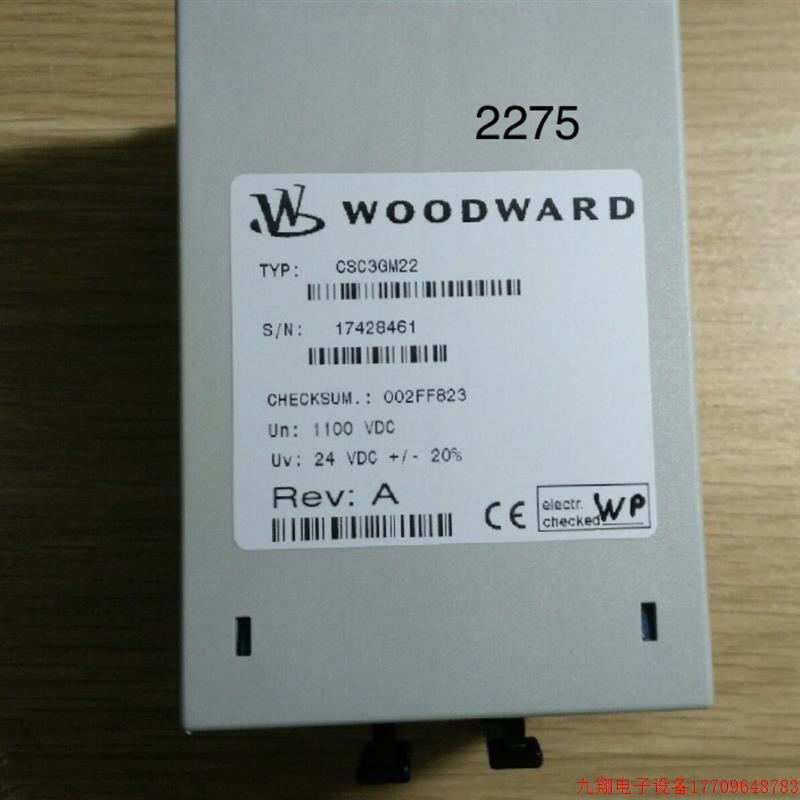 2275
WOODWARD
TYP: CSC3GM22
S/N: 17428461
CHECKSUM.: 002FF823
Un: 1100 VDC
Uv: 24 VDC +/- 20%
Rev: A
CE
electr.
checked WP
九翔电子设备17709648783